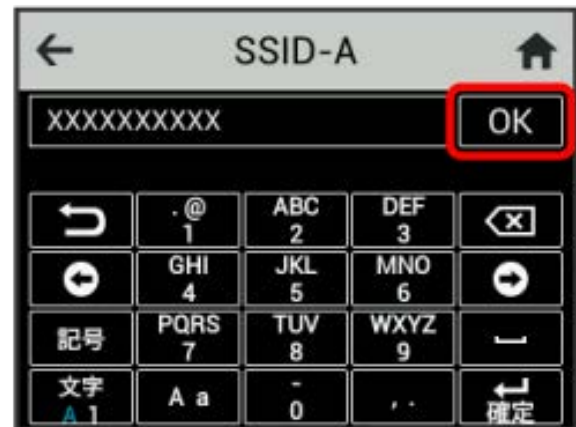 SSID-A
XXXXXXXXXX OK
.@ ABC DEF
1 2 3
GHI JKL MNO
4 5 6
記号 PQRS TUV WXYZ
7 8 9
文字 A a - , .
A 1 0 確定